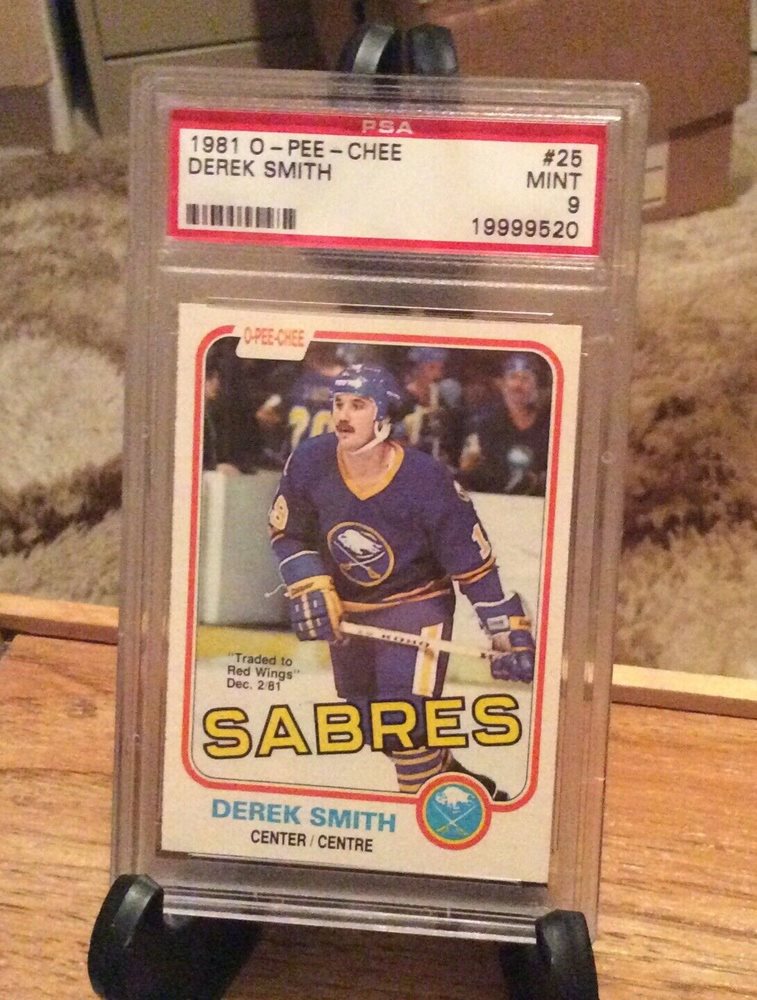 PSA
1981 O-PEE-CHEE #25
DEREK SMITH MINT
9
19999520
O-PEE-CHEE
"Traded to
Red Wings"
Dec. 2/81
SABRES
DEREK SMITH
CENTER / CENTRE